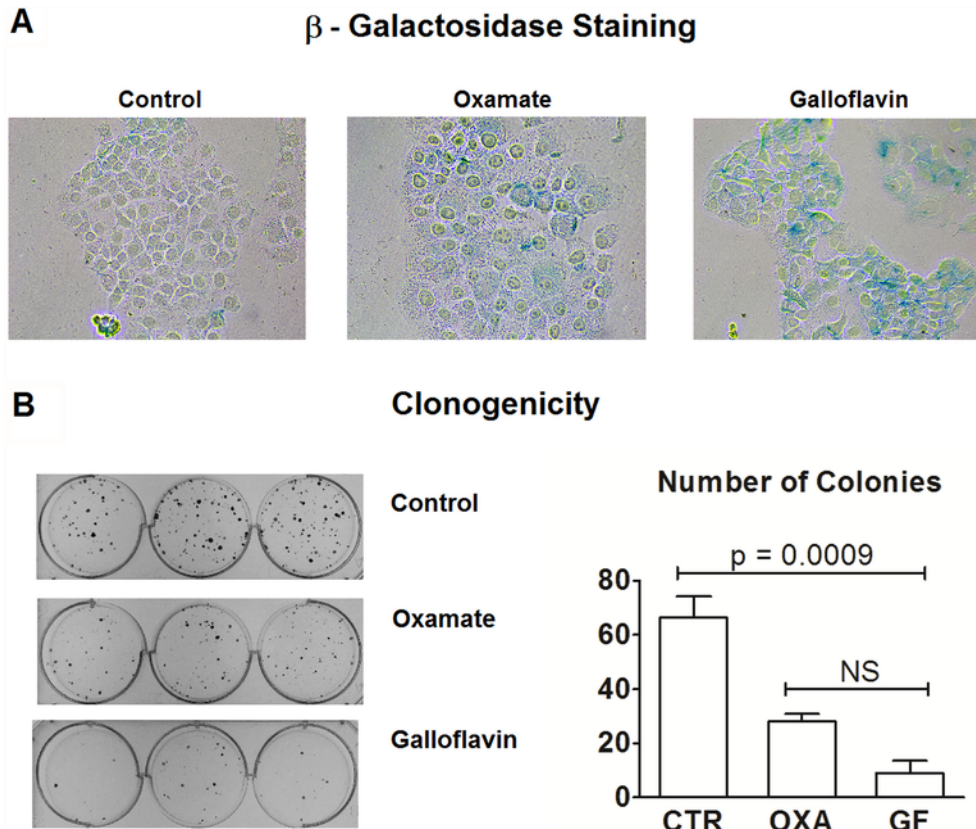 A
β - Galactosidase Staining
Control
Oxamate
Galloflavin
B
Clonogenicity
Control
Oxamate
Galloflavin
Number of Colonies
p = 0.0009
NS
80
60
40
20
0
CTR OXA GF